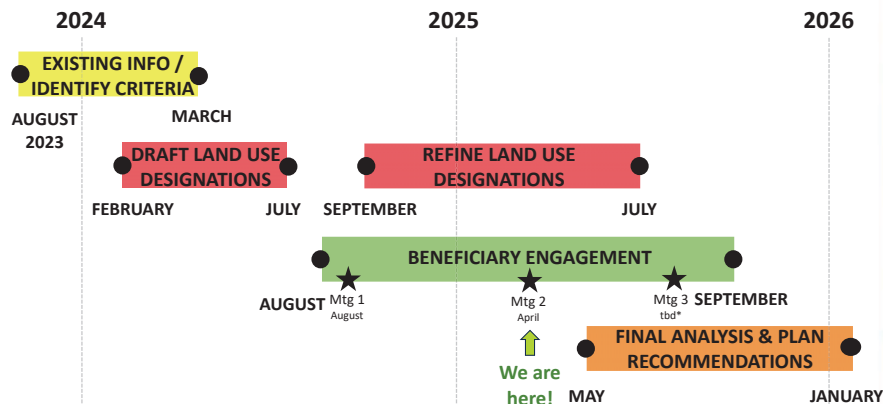 2024
2025
2026
EXISTING INFO /
IDENTIFY CRITERIA
AUGUST
2023
MARCH
DRAFT LAND USE
DESIGNATIONS
REFINE LAND USE
DESIGNATIONS
FEBRUARY
JULY
SEPTEMBER
JULY
BENEFICIARY ENGAGEMENT
AUGUST
Mtg 1
August
Mtg 2
April
Mtg 3
tbd*
SEPTEMBER
We are
here!
FINAL ANALYSIS & PLAN
RECOMMENDATIONS
MAY
JANUARY